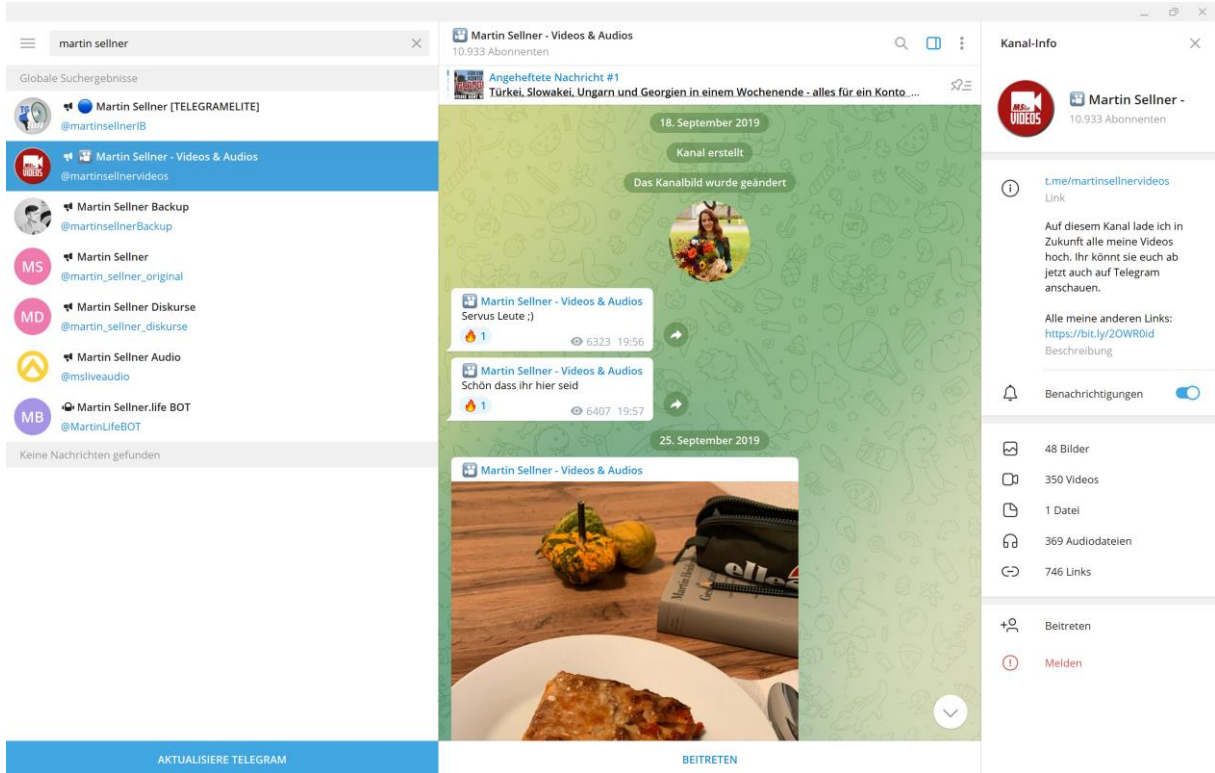 martin sellner
Globale Suchergebnisse
Martin Sellner [TELEGRAMELITE]
@martinsellnerIB
Martin Sellner - Videos & Audios
@martinsellnervideos
Martin Sellner Backup
@martinsellnerBackup
MS
Martin Sellner
@martin_sellner_original
MD
Martin Sellner Diskurse
@martin_sellner_diskurse
Martin Sellner Audio
@msliveaudio
MB
Martin Sellner.life BOT
@MartinLifeBOT
Keine Nachrichten gefunden
AKTUALISIERE TELEGRAM
Martin Sellner - Videos & Audios
10.933 Abonnenten
Angeheftete Nachricht #1
Türkei, Slowakei, Ungarn und Georgien in einem Wochenende - alles für ein Konto ...
18. September 2019
Kanal erstellt
Das Kanalbild wurde geändert
Martin Sellner - Videos & Audios
Servus Leute ;)
1
6323 19:56
Martin Sellner - Videos & Audios
Schön dass ihr hier seid
1
6407 19:57
25. September 2019
Martin Sellner - Videos & Audios
elle
BEITRETEN
Kanal-Info
MS
VIDEOS
Martin Sellner -
10.933 Abonnenten
t.me/martinsellnervideos
Link
Auf diesem Kanal lade ich in
Zukunft alle meine Videos
hoch. Ihr könnt sie euch ab
jetzt auch auf Telegram
anschauen.
Alle meine anderen Links:
https://bit.ly/2OWR0id
Beschreibung
Benachrichtigungen
48 Bilder
350 Videos
1 Datei
369 Audiodateien
746 Links
Beitreten
Melden